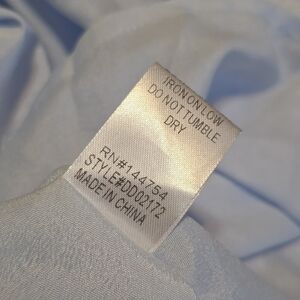 IRON ON LOW
DO NOT TUMBLE
DRY
RN#144754
STYLE#DD02172
MADE IN CHINA